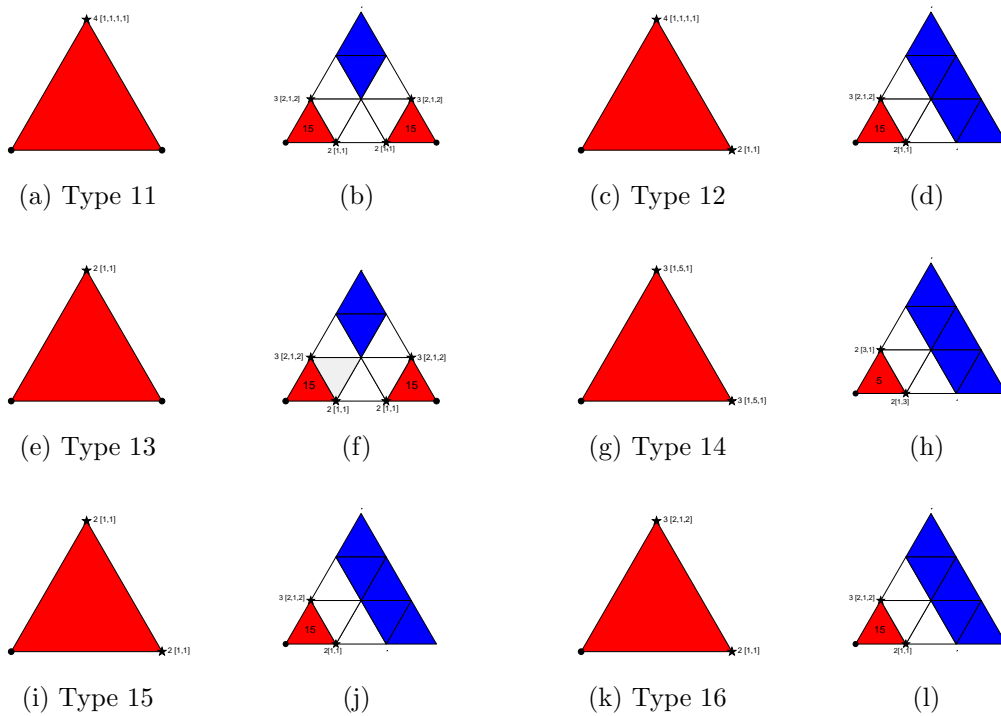 4 [1,1,1,1]
3 [2,1,2]
3 [2,1,2]
15
15
2 [1,1]
2 [1,1]
4 [1,1,1,1]
2 [1,1]
3 [2,1,2]
15
2[1,1]
(a) Type 11
(b)
(c) Type 12
(d)
2 [1,1]
3 [2,1,2]
3 [2,1,2]
15
15
2 [1,1]
2 [1,1]
3 [1,5,1]
3 [1,5,1]
2 [3,1]
5
2[1,3]
(e) Type 13
(f)
(g) Type 14
(h)
2 [1,1]
2 [1,1]
3 [2,1,2]
15
2[1,1]
3 [2,1,2]
2 [1,1]
3 [2,1,2]
15
2[1,1]
(i) Type 15
(j)
(k) Type 16
(l)